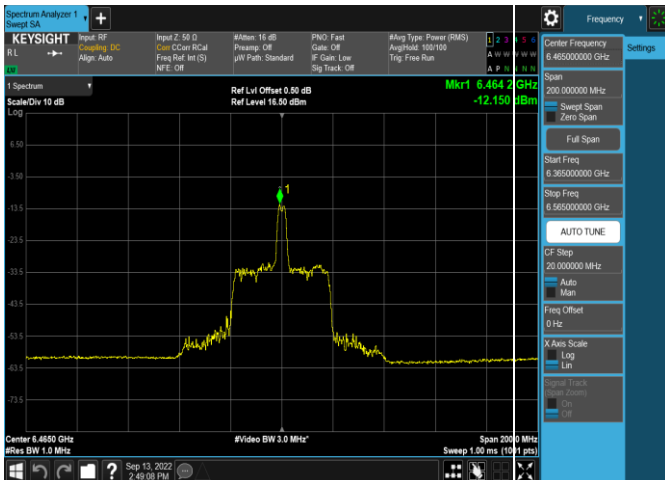 Spectrum Analyzer 1
Swept SA
Frequency
KEYSIGHT
RL
LV
Input: RF
Coupling: DC
Align: Auto
Input Z: 50 Ω
Corr CCorr RCal
Freq Ref: Int (S)
NFE: Off
#Atten: 16 dB
Preamp: Off
µW Path: Standard
PNO: Fast
Gate: Off
IF Gain: Low
Sig Track: Off
#Avg Type: Power (RMS)
Avg|Hold: 100/100
Trig: Free Run
1 2 3 4 5 6
A W W W W W
A P N N N N
1 Spectrum
Scale/Div 10 dB
Log
Ref Lvl Offset 0.50 dB
Ref Level 16.50 dBm
Mkr1 6.464 2 GHz
-12.150 dBm
1
6.50
-3.50
-13.5
-23.5
-33.5
-43.5
-53.5
-63.5
-73.5
Center 6.4650 GHz
#Res BW 1.0 MHz
#Video BW 3.0 MHz*
Span 200.0 MHz
Sweep 1.00 ms (1001 pts)
Center Frequency
6.465000000 GHz
Settings
Span
200.000000 MHz
Swept Span
Zero Span
Full Span
Start Freq
6.365000000 GHz
Stop Freq
6.565000000 GHz
AUTO TUNE
CF Step
20.000000 MHz
Auto
Man
Freq Offset
0 Hz
X Axis Scale
Log
Lin
Signal Track
(Span Zoom)
On
Off
?
Sep 13, 2022
2:49:08 PM